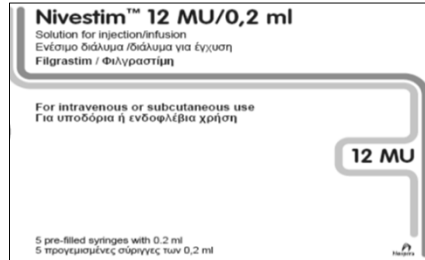 Nivestim™ 12 MU/0,2 ml
Solution for injection/infusion
Ενέσιμο διάλυμα /διάλυμα για έγχυση
Filgrastim / Φιλγραστίμη
For intravenous or subcutaneous use
Για υποδόρια ή ενδοφλέβια χρήση
12 MU
5 pre-filled syringes with 0.2 ml
5 προγεμισμένες σύριγγες των 0,2 ml
Hospira